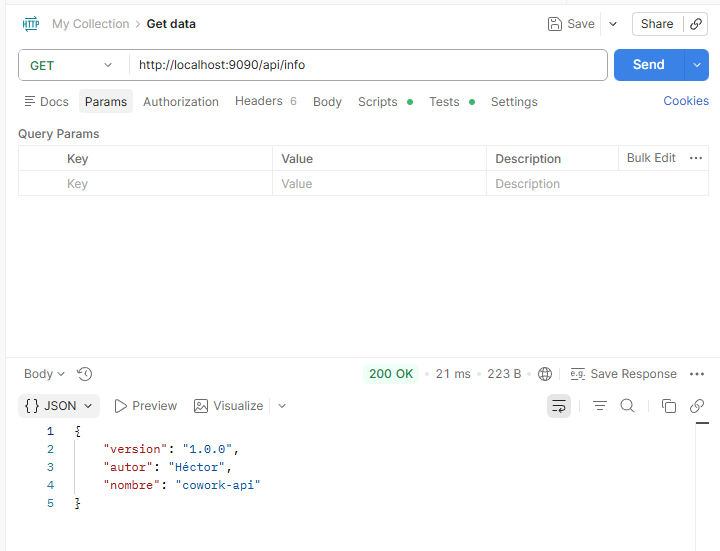 HTTP My Collection > Get data Save Share
GET http://localhost:9090/api/info Send
Docs Params Authorization Headers 6 Body Scripts Tests Settings Cookies
Query Params
Key Value Description Bulk Edit
Key Value Description
Body 200 OK 21 ms 223 B e.g. Save Response
{} JSON Preview Visualize
1 {
2 "version": "1.0.0",
3 "autor": "Héctor",
4 "nombre": "cowork-api"
5 }